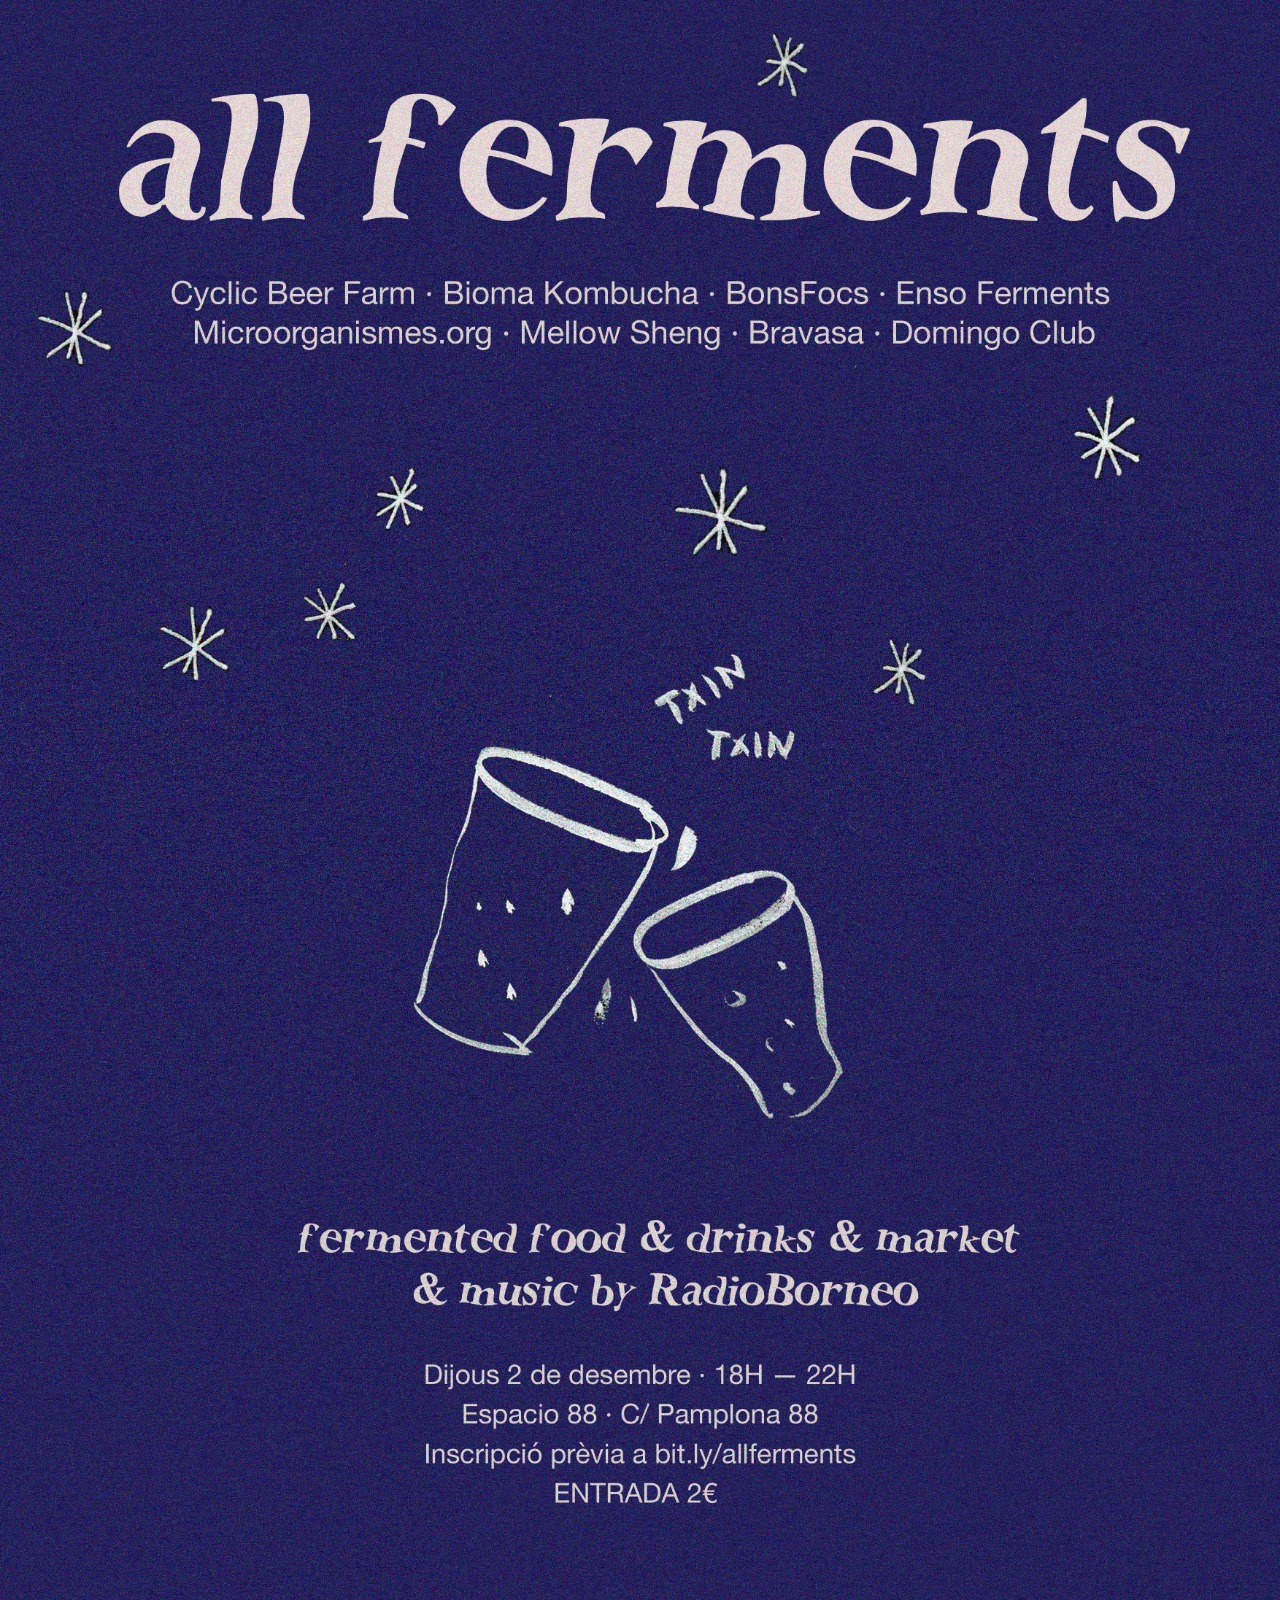 all ferments
Cyclic Beer Farm · Bioma Kombucha · BonsFocs · Enso Ferments
Microorganismes.org · Mellow Sheng · Bravasa · Domingo Club
TXIN
TXIN
fermented food & drinks & market
& music by RadioBorneo
Dijous 2 de desembre · 18H — 22H
Espacio 88 · C/ Pamplona 88
Inscripció prèvia a bit.ly/allferments
ENTRADA 2€